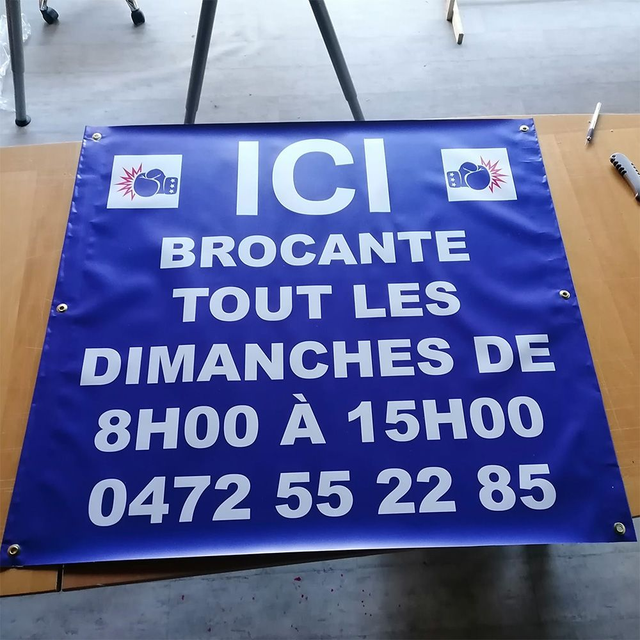 ICI
BROCANTE
TOUT LES
DIMANCHES DE
8H00 À 15H00
0472 55 22 85